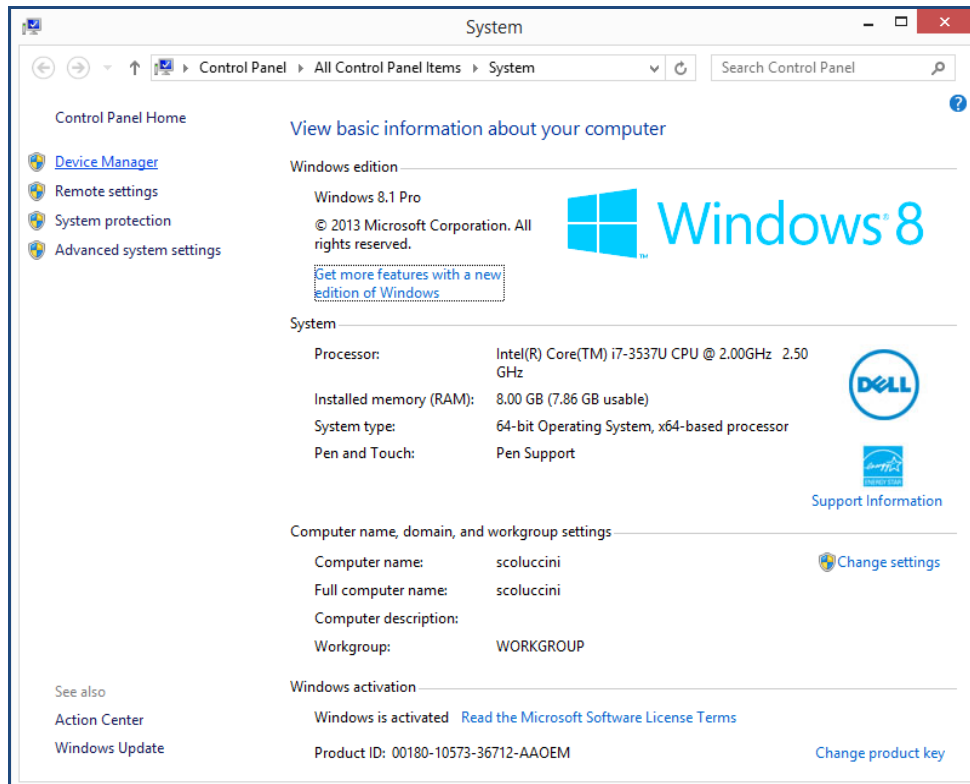 System
Control Panel ▸ All Control Panel Items ▸ System
Search Control Panel
Control Panel Home
Device Manager
Remote settings
System protection
Advanced system settings
View basic information about your computer
Windows edition
Windows 8.1 Pro
© 2013 Microsoft Corporation. All
rights reserved.
Get more features with a new
edition of Windows
Windows 8
TM
System
Processor: Intel(R) Core(TM) i7-3537U CPU @ 2.00GHz 2.50
GHz
Installed memory (RAM): 8.00 GB (7.86 GB usable)
System type: 64-bit Operating System, x64-based processor
Pen and Touch: Pen Support
DELL
energy
ENERGY STAR
Support Information
Computer name, domain, and workgroup settings
Computer name: scoluccini
Change settings
Full computer name: scoluccini
Computer description:
Workgroup: WORKGROUP
Windows activation
Windows is activated Read the Microsoft Software License Terms
Product ID: 00180-10573-36712-AAOEM
Change product key
See also
Action Center
Windows Update